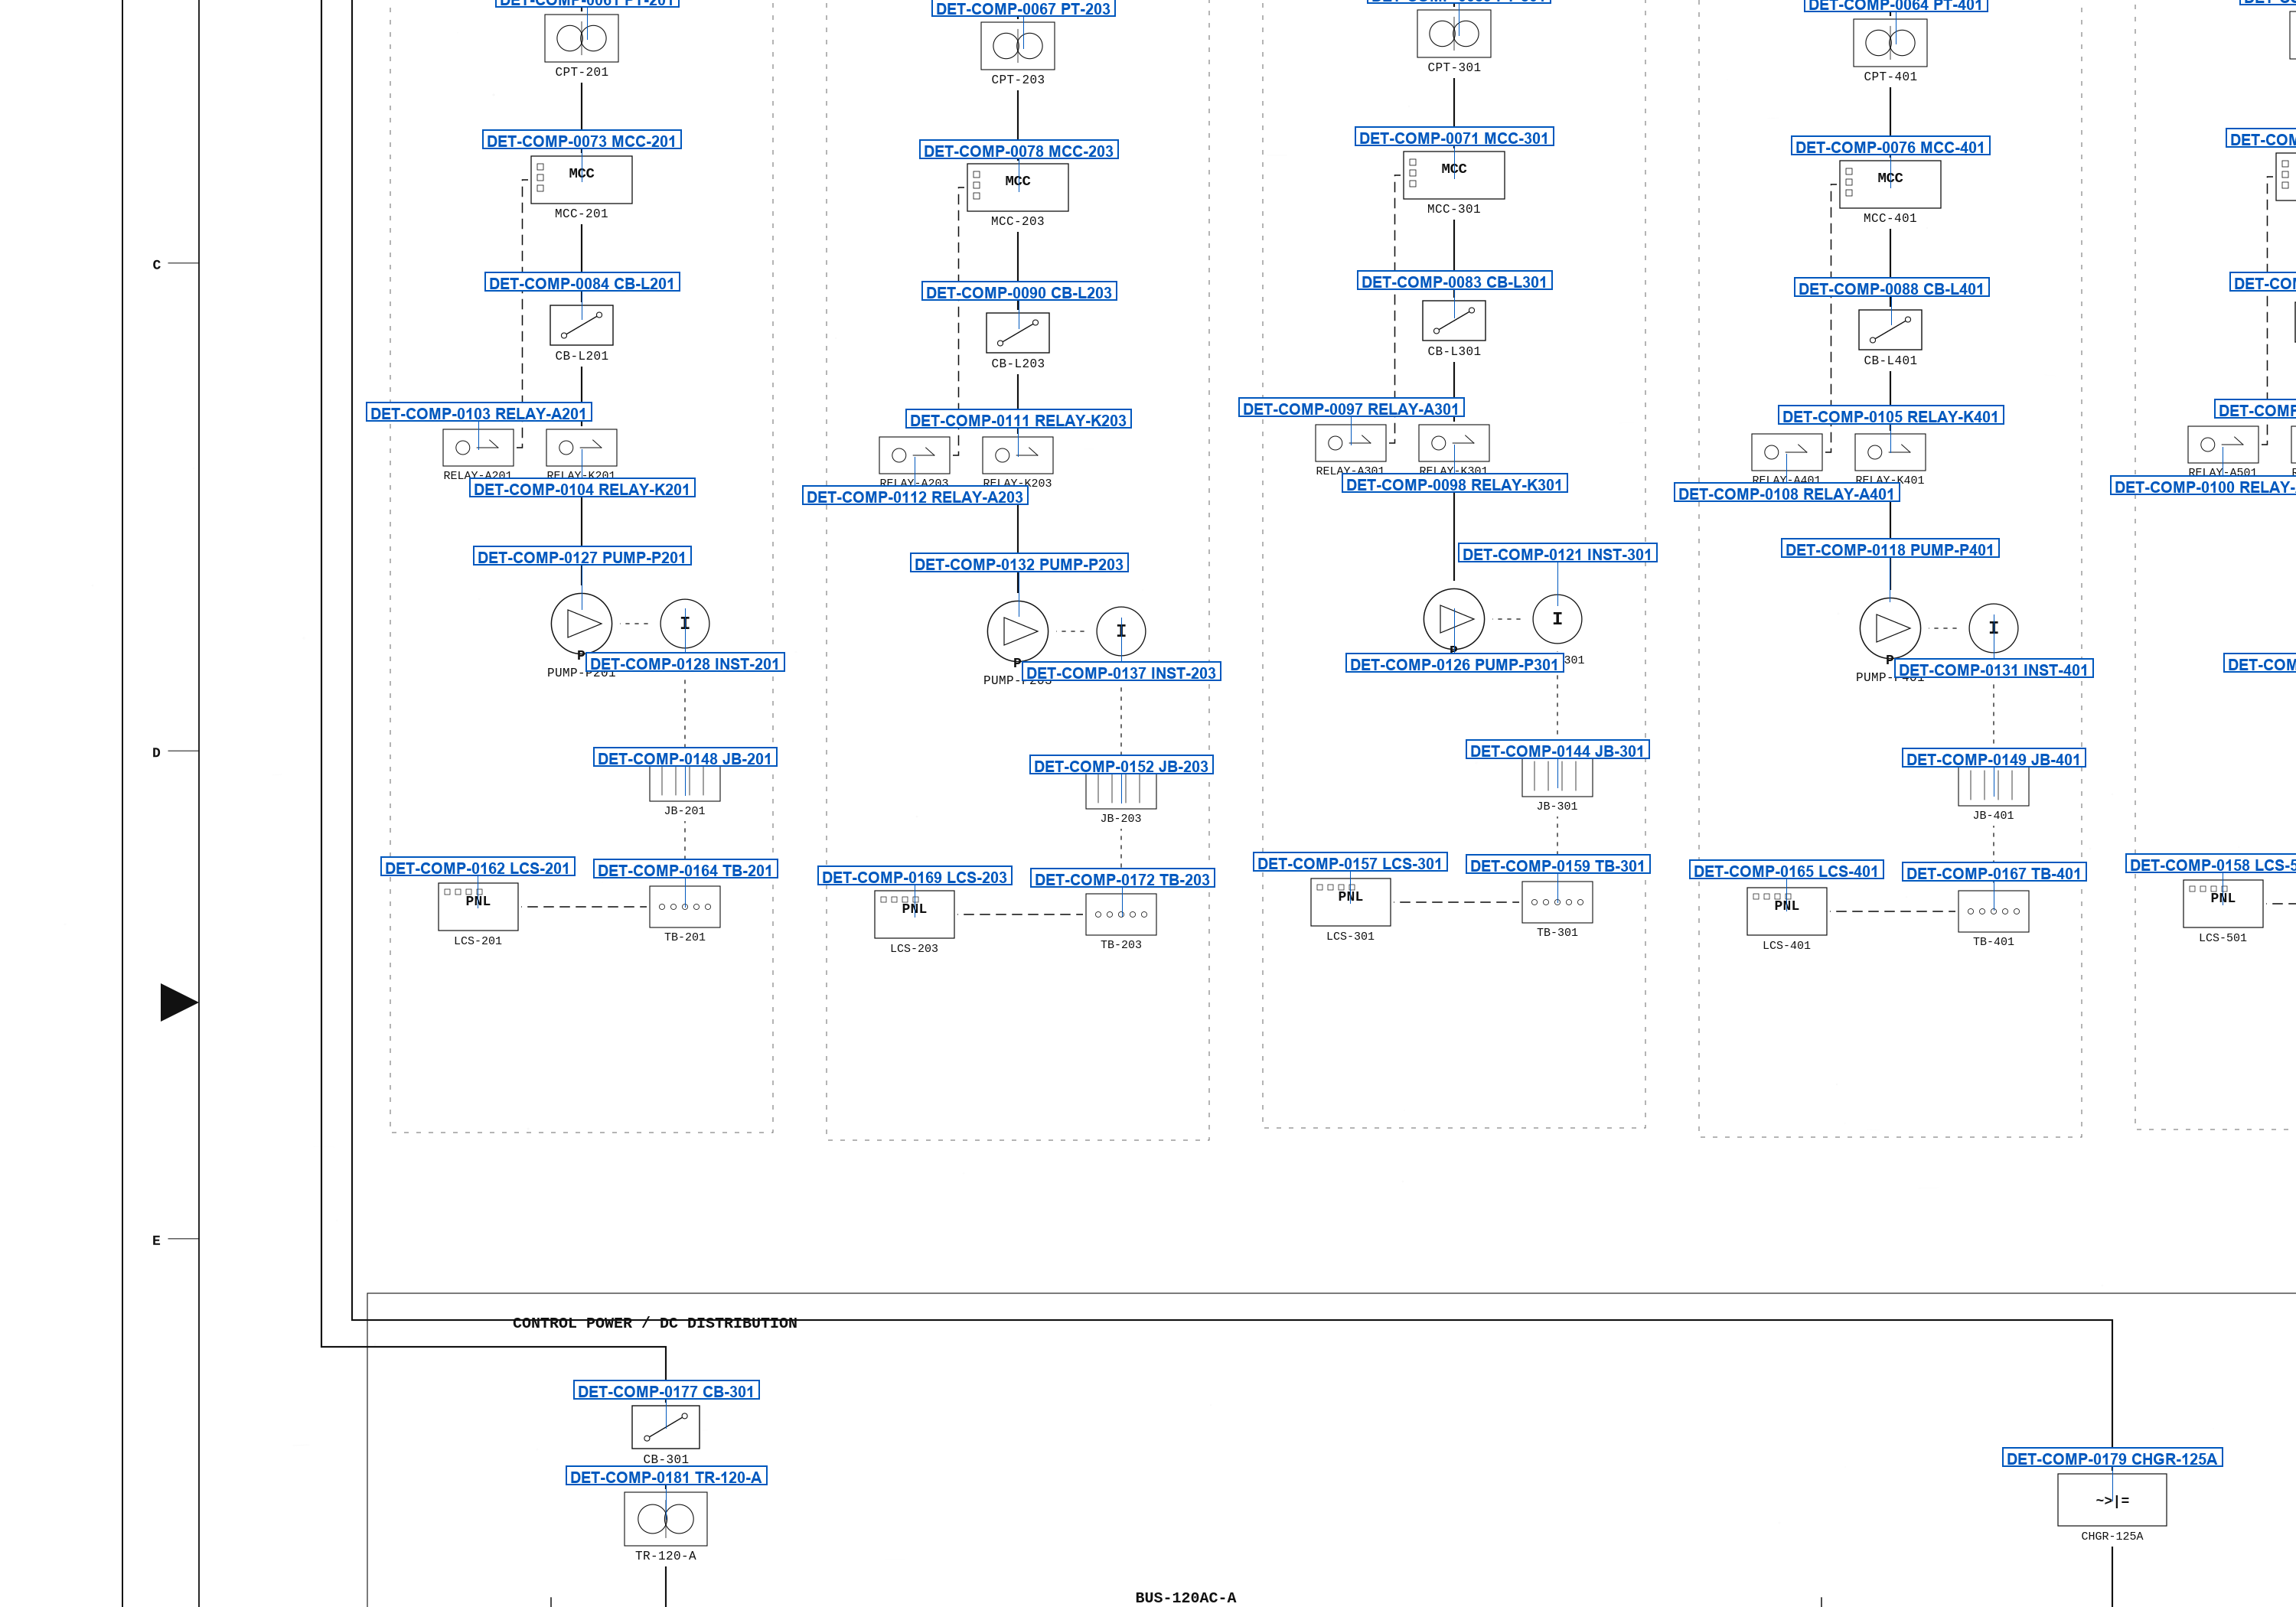 DET-COMP-0067 PT-203
DET-COMP-0064 PT-401
CPT-201
CPT-203
CPT-301
CPT-401
DET-COMP-0073 MCC-201
DET-COMP-0078 MCC-203
DET-COMP-0071 MCC-301
DET-COMP-0076 MCC-401
MCC
MCC
MCC
MCC
MCC-201
MCC-203
MCC-301
MCC-401
C
DET-COMP-0084 CB-L201
DET-COMP-0090 CB-L203
DET-COMP-0083 CB-L301
DET-COMP-0088 CB-L401
CB-L201
CB-L203
CB-L301
CB-L401
DET-COMP-0103 RELAY-A201
DET-COMP-0111 RELAY-K203
DET-COMP-0097 RELAY-A301
DET-COMP-0105 RELAY-K401
RELAY-A201
RELAY-K201
RELAY-A203
RELAY-K203
RELAY-A301
RELAY-K301
RELAY-A401
RELAY-K401
RELAY-A501
DET-COMP-0104 RELAY-K201
DET-COMP-0112 RELAY-A203
DET-COMP-0098 RELAY-K301
DET-COMP-0108 RELAY-A401
DET-COMP-0100 RELAY-
DET-COMP-0127 PUMP-P201
DET-COMP-0132 PUMP-P203
DET-COMP-0121 INST-301
DET-COMP-0118 PUMP-P401
I
I
I
I
P
P
P
P
DET-COMP-0128 INST-201
DET-COMP-0137 INST-203
DET-COMP-0126 PUMP-P301
301
DET-COMP-0131 INST-401
PUMP-P201
PUMP-P203
PUMP-P401
D
DET-COMP-0148 JB-201
DET-COMP-0152 JB-203
DET-COMP-0144 JB-301
DET-COMP-0149 JB-401
JB-201
JB-203
JB-301
JB-401
DET-COMP-0162 LCS-201
DET-COMP-0164 TB-201
DET-COMP-0169 LCS-203
DET-COMP-0172 TB-203
DET-COMP-0157 LCS-301
DET-COMP-0159 TB-301
DET-COMP-0165 LCS-401
DET-COMP-0167 TB-401
DET-COMP-0158 LCS-5
PNL
PNL
PNL
PNL
PNL
LCS-201
TB-201
LCS-203
TB-203
LCS-301
TB-301
LCS-401
TB-401
LCS-501
E
CONTROL POWER / DC DISTRIBUTION
DET-COMP-0177 CB-301
CB-301
DET-COMP-0181 TR-120-A
TR-120-A
DET-COMP-0179 CHGR-125A
~>|=
CHGR-125A
BUS-120AC-A